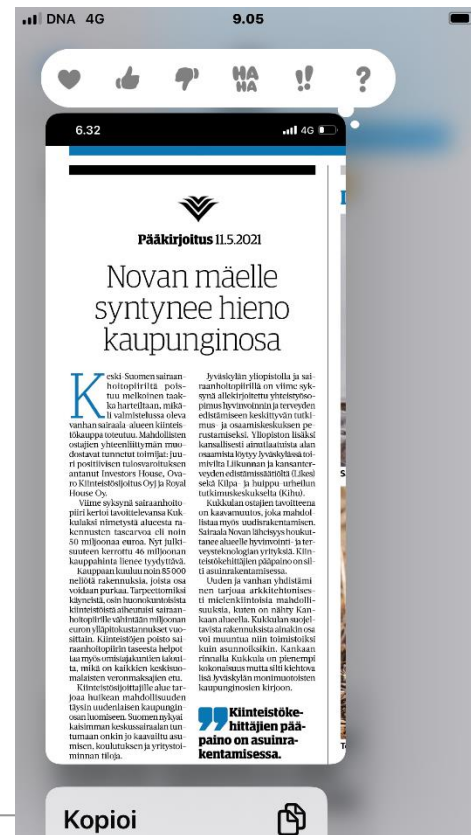 DNA 4G
9.05
HA
HA
!!
?
6.32
4G
Pääkirjoitus 11.5.2021
Novan mäelle
syntynee hieno
kaupunginosa
Keski-Suomen sairaan-
hoitopiiriltä pois-
tuu melkoinen taak-
ka harteiltaan, mikä-
li valmistelussa oleva
vanhan sairaala-alueen kiinteis-
tökauppa toteutuu. Mahdollisten
ostajien yhteenliittymän muo-
dostavat tunnetut toimijat: juu-
ri positiivisen tulosvaroituksen
antanut Investors House, Ova-
ro Kiinteistösijoitus Oyj ja Royal
House Oy.
Viime syksynä sairaanhoito-
piiri kertoi tavoittelevansa Kuk-
kulaksi nimetystä alueesta ra-
kennusten tasearvoa eli noin
50 miljoonaa euroa. Nyt julki-
suuteen kerrottu 46 miljoonan
kauppahinta lienee tyydyttävä.
Kauppaan kuuluu noin 85 000
neliötä rakennuksia, joista osa
voidaan purkaa. Tarpeettomiksi
käyneistä, osin huonokuntoisista
kiinteistöistä aiheutuisi sairaan-
hoitopiirille vähintään miljoonan
euron ylläpitokustannukset vuo-
sittain. Kiinteistöjen poisto sai-
raanhoitopiirin taseesta helpot-
taa myös omistajakuntien talout-
ta, mikä on kaikkien keskisuo-
malaisten veronmaksajien etu.
Kiinteistösijoittajille alue tar-
joaa huikean mahdollisuuden
täysin uudenlaisen kaupungin-
osan luomiseen. Suomen nykyai-
kaisimman keskussairaalan tun-
tumaan onkin jo kaavailtu asu-
misen, koulutuksen ja yritystoi-
minnan tiloja.
Jyväskylän yliopistolla ja sai-
raanhoitopiirillä on viime syk-
synä allekirjoitettu yhteistyöso-
pimus hyvinvoinnin ja terveyden
edistämiseen keskittyvän tutki-
mus- ja osaamiskeskuksen pe-
rustamiseksi. Yliopiston lisäksi
kansallisesti ainutlaatuista alan
osaamista löytyy Jyväskylässä toi-
mivilta Liikunnan ja kansanter-
veyden edistämissäätiöltä (Likes)
sekä Kilpa- ja huippu-urheilun
tutkimuskeskukselta (Kihu).
Kukkulan ostajien tavoitteena
on kaavamuutos, joka mahdol-
listaa myös uudisrakentamisen.
Sairaala Novan läheisyys houkut-
tanee alueelle hyvinvointi- ja ter-
veysteknologian yrityksiä. Kiin-
teistökehittäjien pääpaino on sil-
ti asuinrakentamisessa.
Uuden ja vanhan yhdistämi-
nen tarjoaa arkkitehtonises-
ti mielenkiintoisia mahdolli-
suuksia, kuten on nähty Kan-
kaan alueella. Kukkulan suojel-
tavista rakennuksista ainakin osa
voi muuntua niin toimistoiksi
kuin asunnoiksikin. Kankaan
rinnalla Kukkula on pienempi
kokonaisuus mutta silti kiehtova
lisä Jyväskylän monimuotoisten
kaupunginosien kirjoon.
Kiinteistöke-
hittäjien pää-
paino on asuinra-
kentamisessa.
Kopioi